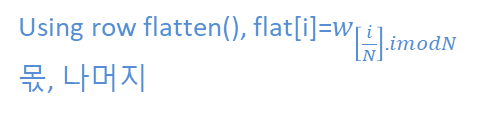 Using row flatten(), flat[i]=w[i/N].imodN
몫, 나머지